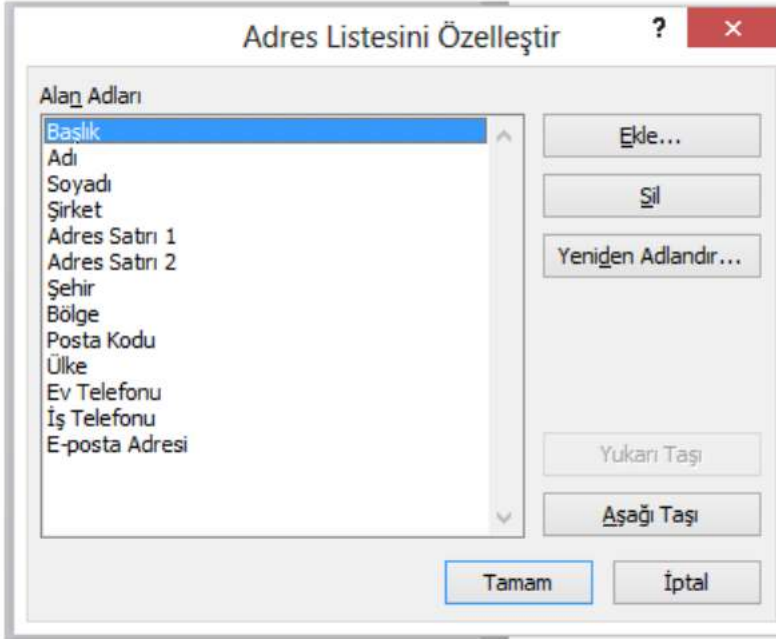 Adres Listesini Özelleştir
?
Alan Adları
Başlık
Adı
Soyadı
Şirket
Adres Satırı 1
Adres Satırı 2
Şehir
Bölge
Posta Kodu
Ülke
Ev Telefonu
İş Telefonu
E-posta Adresi
Ekle...
Sil
Yeniden Adlandır...
Yukarı Taşı
Aşağı Taşı
Tamam
İptal